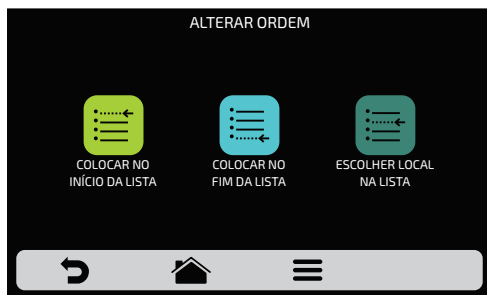 ALTERAR ORDEM
COLOCAR NO
INÍCIO DA LISTA
COLOCAR NO
FIM DA LISTA
ESCOLHER LOCAL
NA LISTA